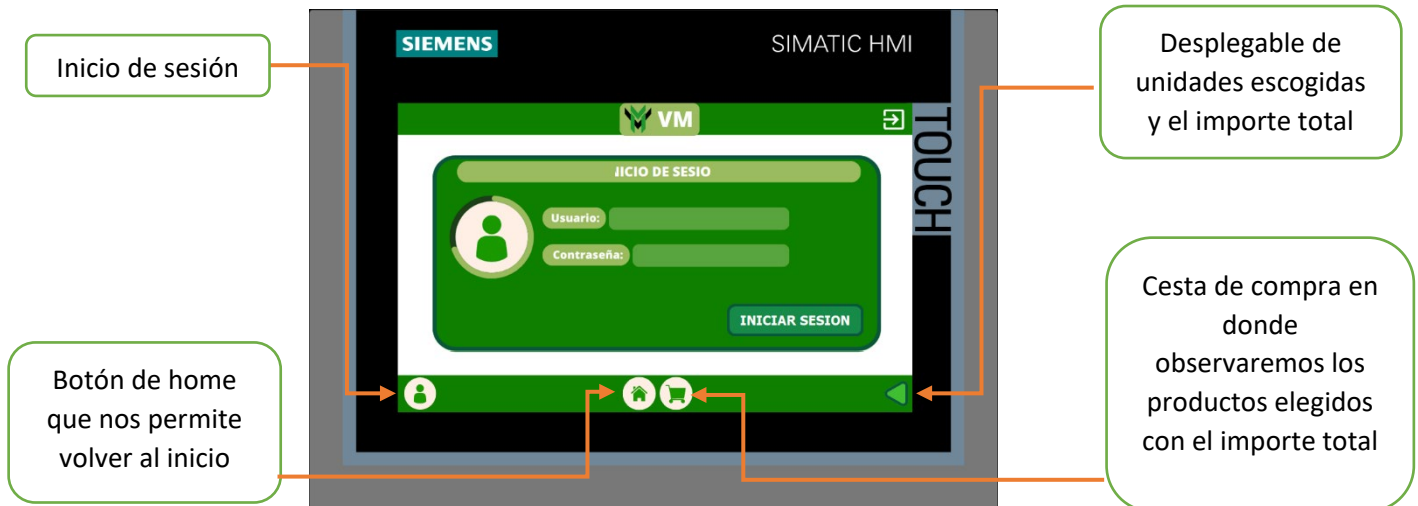 Inicio de sesión
SIEMENS
SIMATIC HMI
Desplegable de
unidades escogidas
y el importe total
VM
TOUCH
IICIO DE SESIO
Usuario:
Contraseña:
INICIAR SESION
Botón de home
que nos permite
volver al inicio
Cesta de compra en
donde
observaremos los
productos elegidos
con el importe total